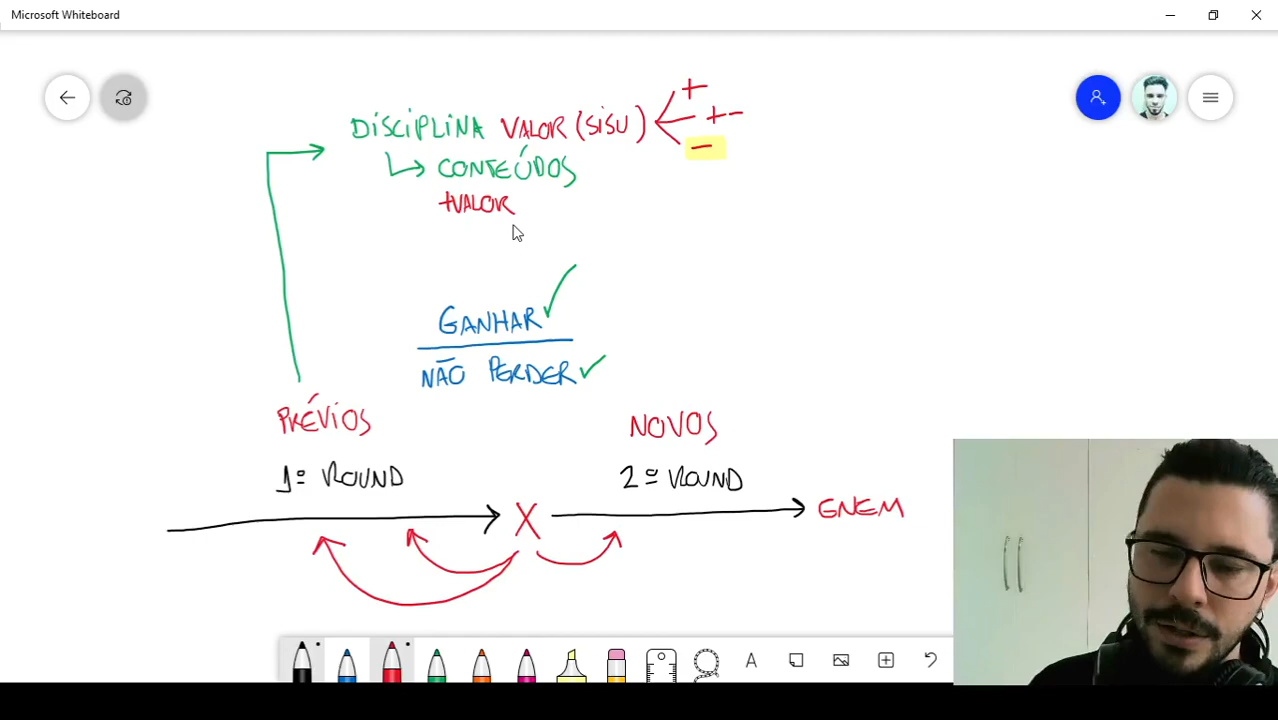 Microsoft Whiteboard
DISCIPLINA VALOR (SISU) + +- -
CONTEÚDOS
+VALOR
GANHAR
NÃO PERDER
PRÉVIOS NOVOS
1º ROUND 2º ROUND
X ENEM
A